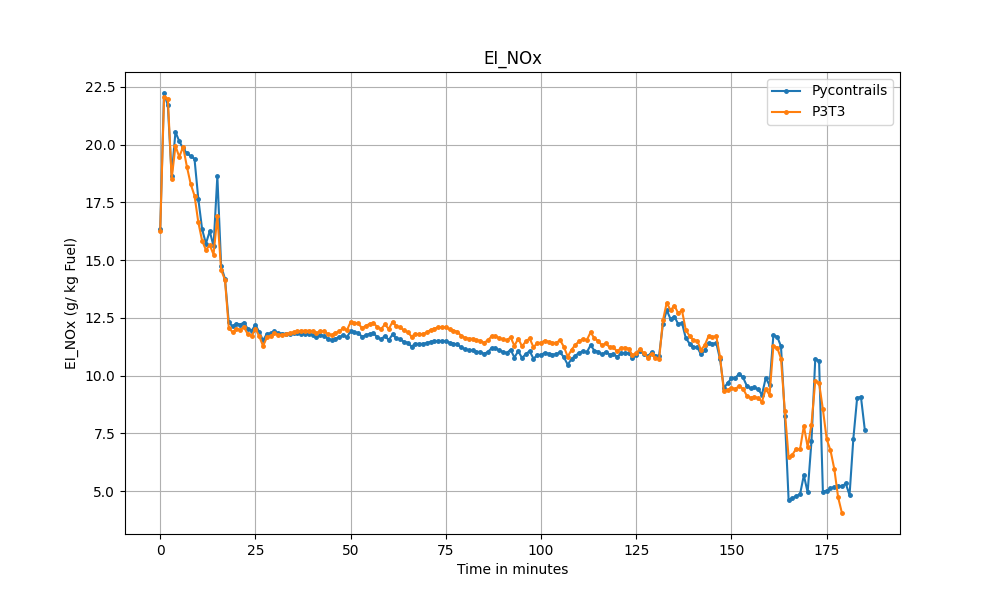 EI_NOx
Pycontrails
P3T3
22.5
20.0
17.5
15.0
12.5
10.0
7.5
5.0
EI_NOx (g/ kg Fuel)
0 25 50 75 100 125 150 175
Time in minutes